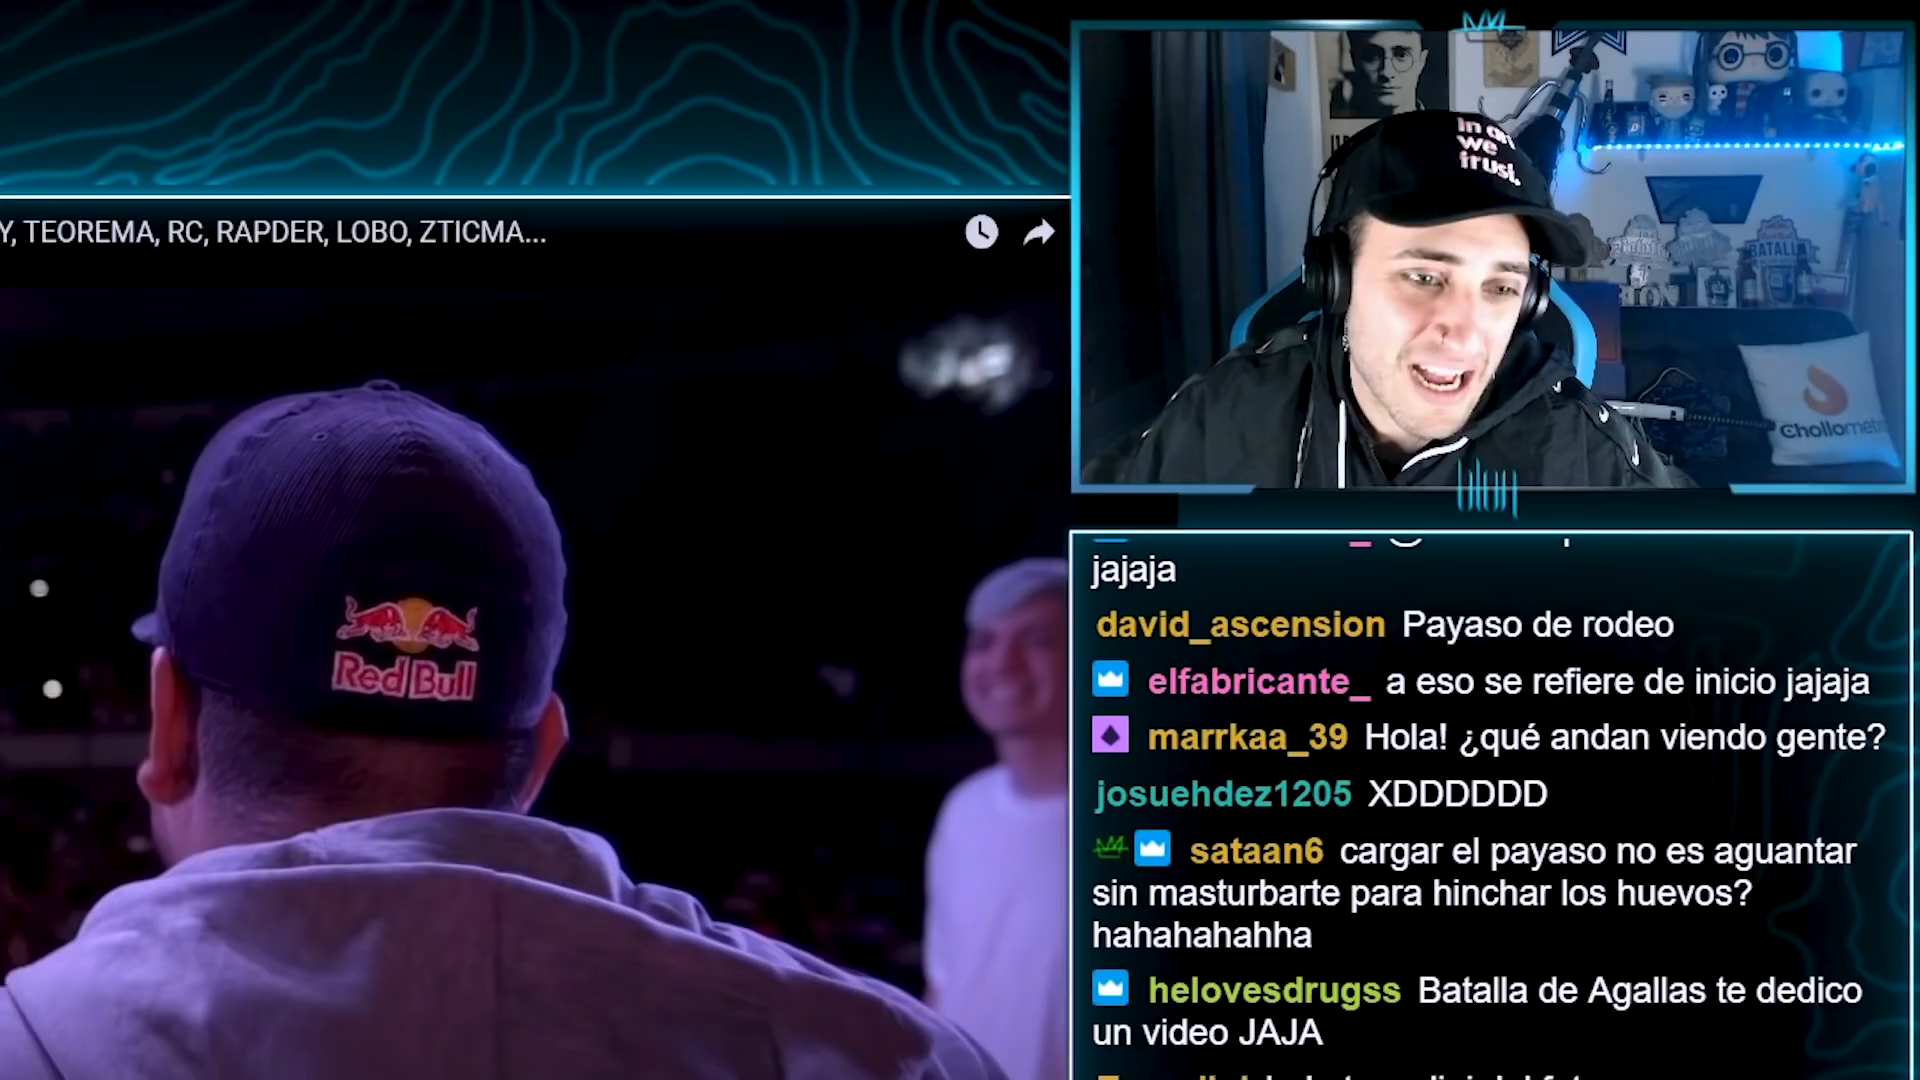 Y, TEOREMA, RC, RAPDER, LOBO, ZTICMA...
In art
we
trust.
BATALLA
Chollometro
Red Bull
jajaja
david_ascension Payaso de rodeo
elfabricante_ a eso se refiere de inicio jajaja
marrkaa_39 Hola! ¿qué andan viendo gente?
josuehdez1205 XDDDDDD
sataan6 cargar el payaso no es aguantar
sin masturbarte para hinchar los huevos?
hahahahahha
helovesdrugss Batalla de Agallas te dedico
un video JAJA